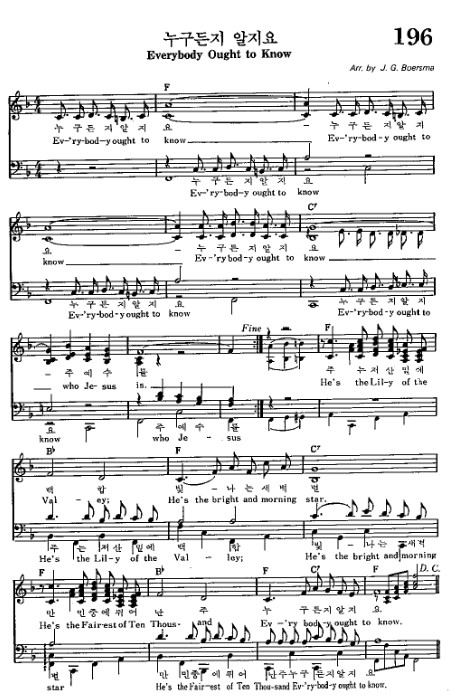 누구든지 알지요
196
Everybody Ought to Know
Arr. by J. G. Boersma
F
누 구 든 지 알 지 요 - 누 구 든 지 알 지
Ev-'ry-bod-y ought to know Ev-'ry-bod-y ought to
누 구 든 지 알 지 요
Ev-'ry-bod-y ought to know
C7
요 - 누 구 든 지 알 지 요
know Ev-'ry-bod-y ought to know
누 구 든 지 알 지 요 누 구 든 지 알 지
Ev-'ry-bod-y ought to know Ev-'ry-bod-y ought to
Fine F
주 예 수 를 주 는 저 산 밑 에
who Je- sus is. He's the Lil-y of the
요 주 예 수 를
know who Je - sus
B♭ F C7 F
백 합 빛 - 나 는 새 벽 별
Val - ey; He's the bright and morning star.
주 는 저 산 밑 에 백 합 빛 - 나 - 는 새벽
He's the Lil-y of the Val - ley; He's the bright and morning
F B♭ F C7 F D.C.
만 민중에 뛰어 난 주 누 구 든지알지요
He's the Fair-est of Ten Thous- and Ev-'ry bod-y ought to know.
별 만 민중에 뛰어 난주누구든지알지요
star He's the Fair-est of Ten Thou-sand Ev-'ry-bod-y ought to know.